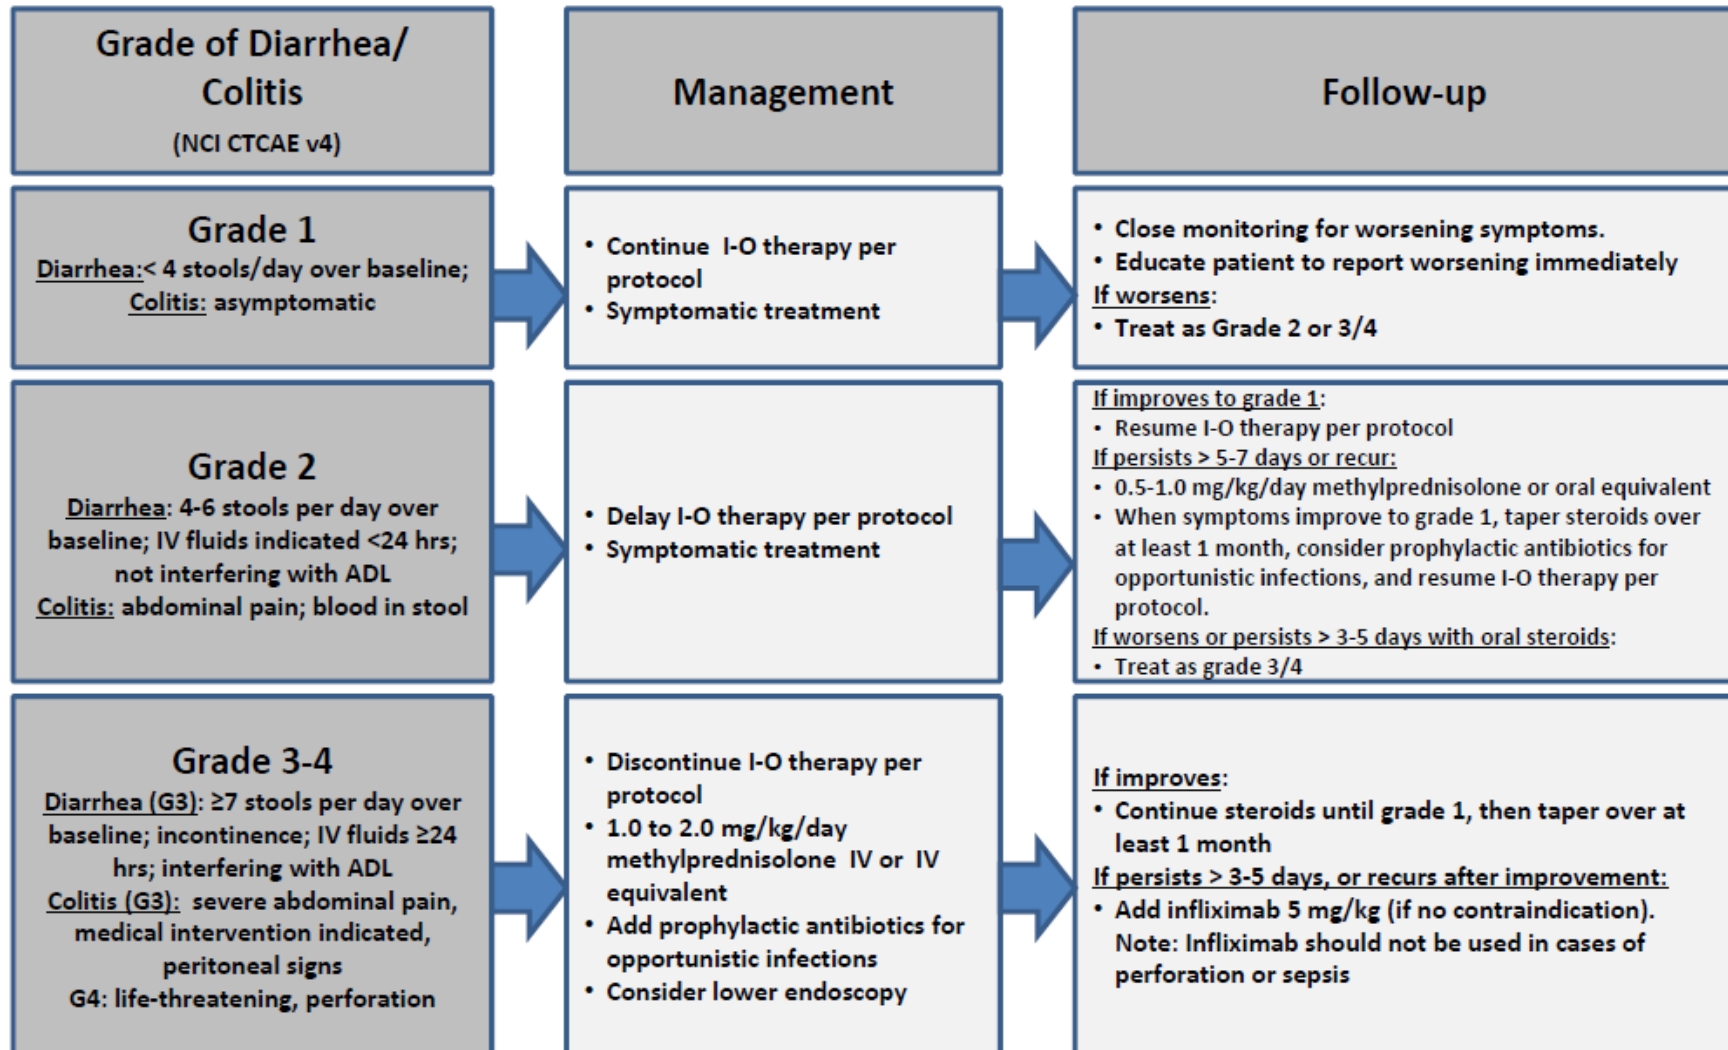 Grade of Diarrhea/
Colitis
(NCI CTCAE v4)
Management
Follow-up
Grade 1
Diarrhea:< 4 stools/day over baseline;
Colitis: asymptomatic
• Continue I-O therapy per
protocol
• Symptomatic treatment
• Close monitoring for worsening symptoms.
• Educate patient to report worsening immediately
If worsens:
• Treat as Grade 2 or 3/4
Grade 2
Diarrhea: 4-6 stools per day over
baseline; IV fluids indicated <24 hrs;
not interfering with ADL
Colitis: abdominal pain; blood in stool
• Delay I-O therapy per protocol
• Symptomatic treatment
If improves to grade 1:
• Resume I-O therapy per protocol
If persists > 5-7 days or recur:
• 0.5-1.0 mg/kg/day methylprednisolone or oral equivalent
• When symptoms improve to grade 1, taper steroids over
at least 1 month, consider prophylactic antibiotics for
opportunistic infections, and resume I-O therapy per
protocol.
If worsens or persists > 3-5 days with oral steroids:
• Treat as grade 3/4
Grade 3-4
Diarrhea (G3): ≥7 stools per day over
baseline; incontinence; IV fluids ≥24
hrs; interfering with ADL
Colitis (G3): severe abdominal pain,
medical intervention indicated,
peritoneal signs
G4: life-threatening, perforation
• Discontinue I-O therapy per
protocol
• 1.0 to 2.0 mg/kg/day
methylprednisolone IV or IV
equivalent
• Add prophylactic antibiotics for
opportunistic infections
• Consider lower endoscopy
If improves:
• Continue steroids until grade 1, then taper over at
least 1 month
If persists > 3-5 days, or recurs after improvement:
• Add infliximab 5 mg/kg (if no contraindication).
Note: Infliximab should not be used in cases of
perforation or sepsis